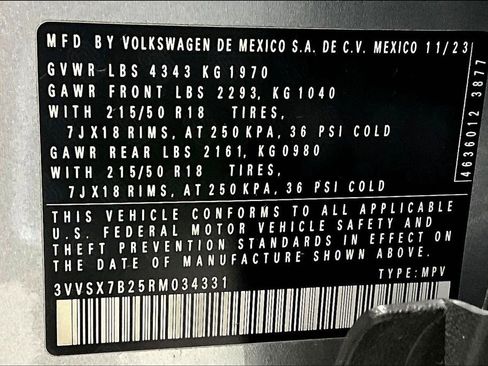 MFD BY VOLKSWAGEN DE MEXICO S.A. DE C.V. MEXICO 11/23
GVWR LBS 4343 KG 1970
GAWR FRONT LBS 2293, KG 1040
WITH 215/50 R18 TIRES,
7JX18 RIMS, AT 250 KPA, 36 PSI COLD
GAWR REAR LBS 2161, KG 0980
WITH 215/50 R18 TIRES,
7JX18 RIMS, AT 250 KPA, 36 PSI COLD
THIS VEHICLE CONFORMS TO ALL APPLICABLE
U.S. FEDERAL MOTOR VEHICLE SAFETY AND
THEFT PREVENTION STANDARDS IN EFFECT ON
THE DATE OF MANUFACTURE SHOWN ABOVE.
3VVSX7B25RM034331 TYPE: MPV
4636012 3877